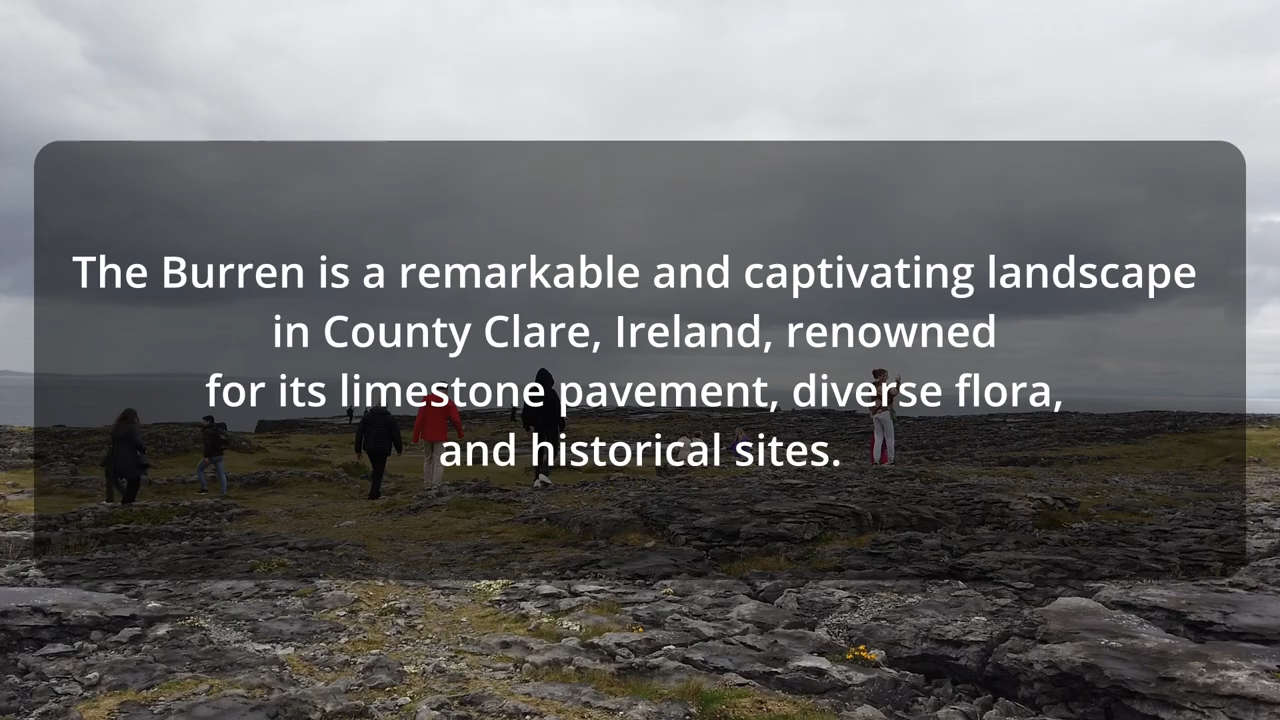 The Burren is a remarkable and captivating landscape
in County Clare, Ireland, renowned
for its limestone pavement, diverse flora,
and historical sites.